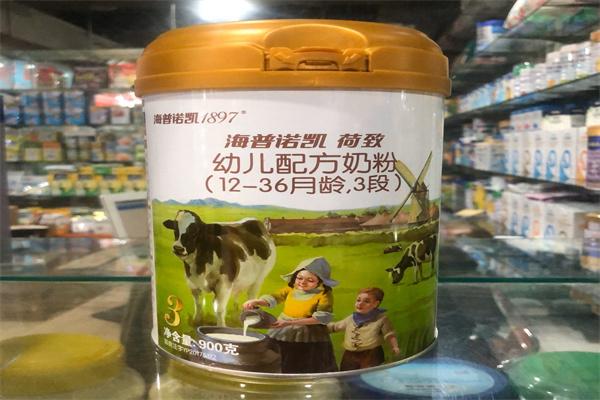 海普诺凯1897®
海普诺凯 荷致
幼儿配方奶粉
(12-36月龄,3段)
3
净含量:900克